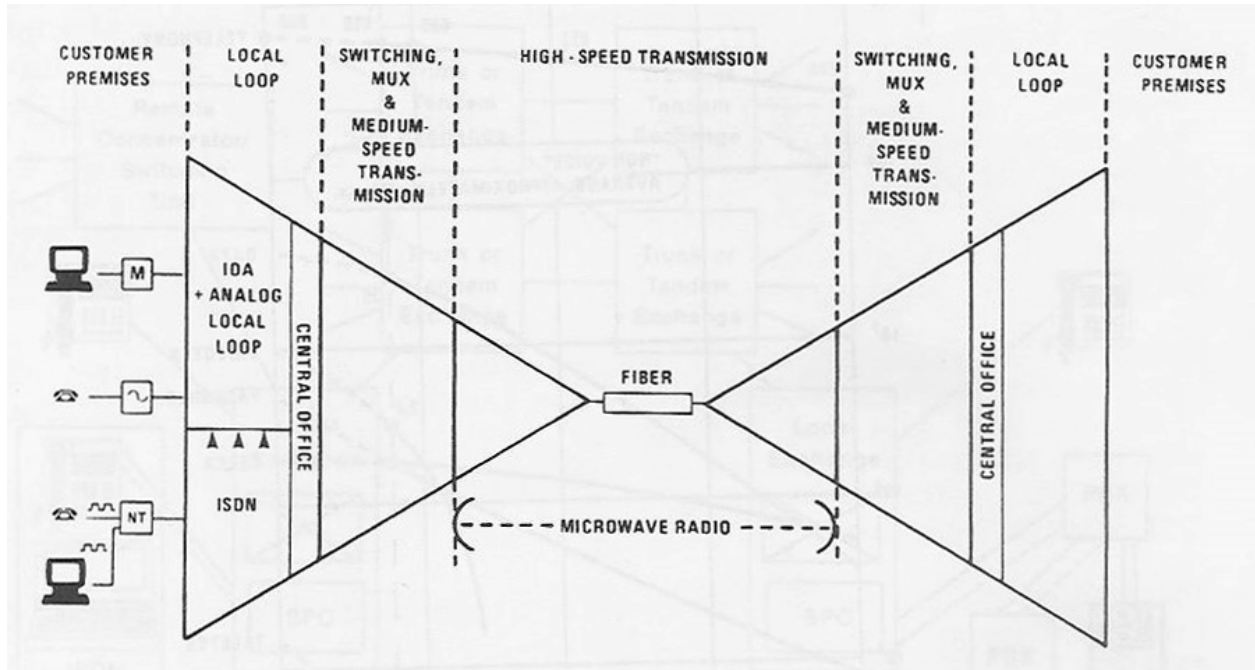 CUSTOMER
PREMISES
LOCAL
LOOP
SWITCHING,
MUX
&
MEDIUM-
SPEED
TRANS-
MISSION
HIGH - SPEED TRANSMISSION
SWITCHING,
MUX
&
MEDIUM-
SPEED
TRANS-
MISSION
LOCAL
LOOP
CUSTOMER
PREMISES
M
IDA
+ ANALOG
LOCAL
LOOP
CENTRAL OFFICE
ISDN
NT
FIBER
MICROWAVE RADIO
CENTRAL OFFICE